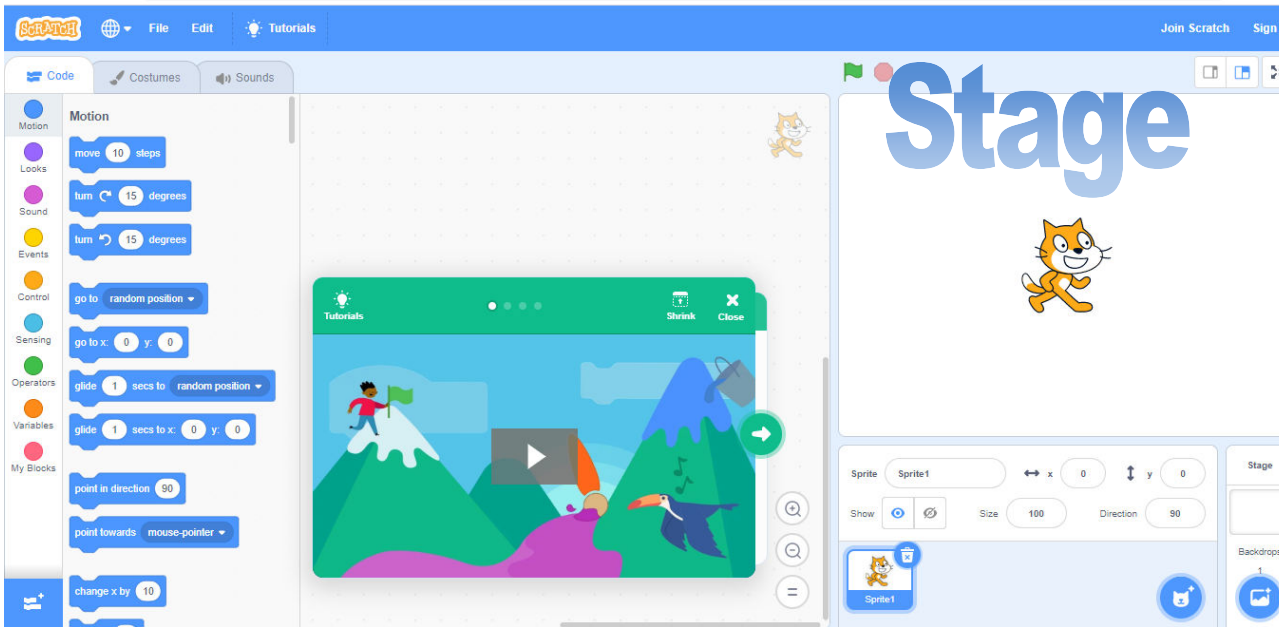 SCRATCH File Edit Tutorials Join Scratch Sign
Code Costumes Sounds
Stage
Motion
Looks
Sound
Events
Control
Sensing
Operators
Variables
My Blocks
Motion
move 10 steps
turn 15 degrees
turn 15 degrees
go to random position
go to x: 0 y: 0
glide 1 secs to random position
glide 1 secs to x: 0 y: 0
point in direction 90
point towards mouse-pointer
change x by 10
Tutorials Shrink Close
Sprite Sprite1 x 0 y 0
Show Size 100 Direction 90
Sprite1
Stage
Backdrops
1